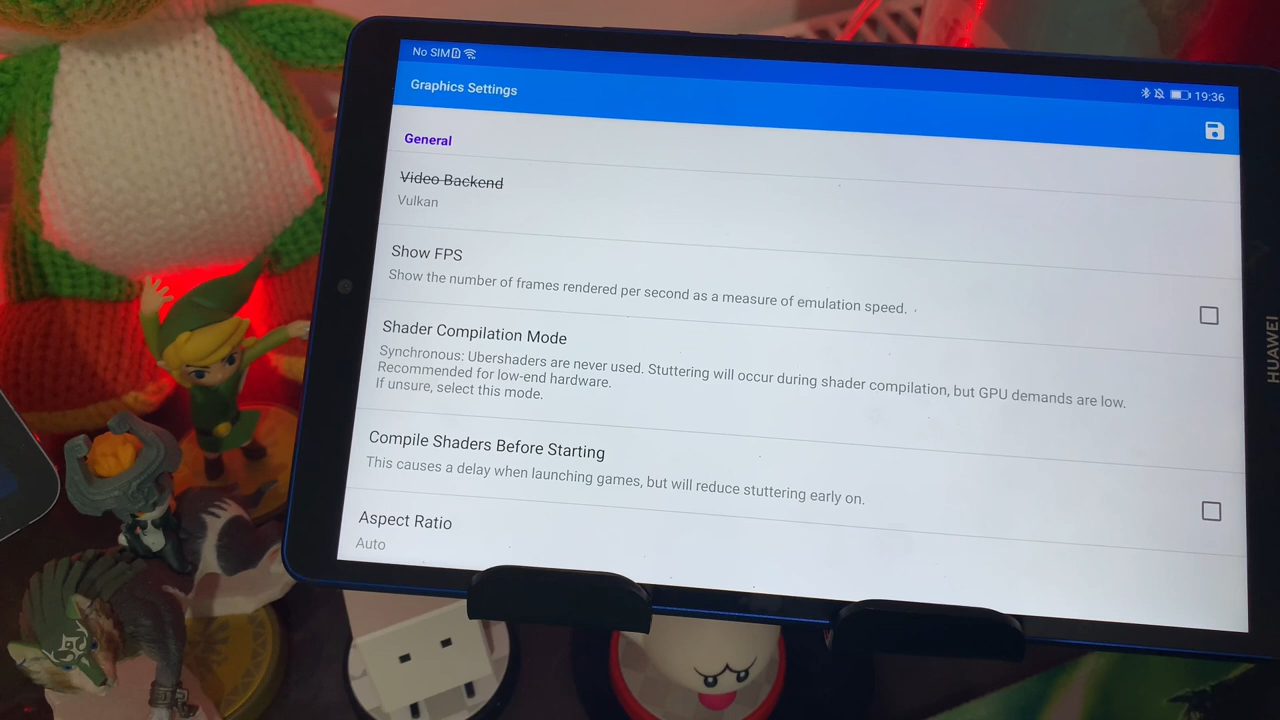 No SIM
19:36
Graphics Settings
General
Video Backend
Vulkan
Show FPS
Show the number of frames rendered per second as a measure of emulation speed.
Shader Compilation Mode
Synchronous: Ubershaders are never used. Stuttering will occur during shader compilation, but GPU demands are low.
Recommended for low-end hardware.
If unsure, select this mode.
Compile Shaders Before Starting
This causes a delay when launching games, but will reduce stuttering early on.
Aspect Ratio
Auto
HUAWEI